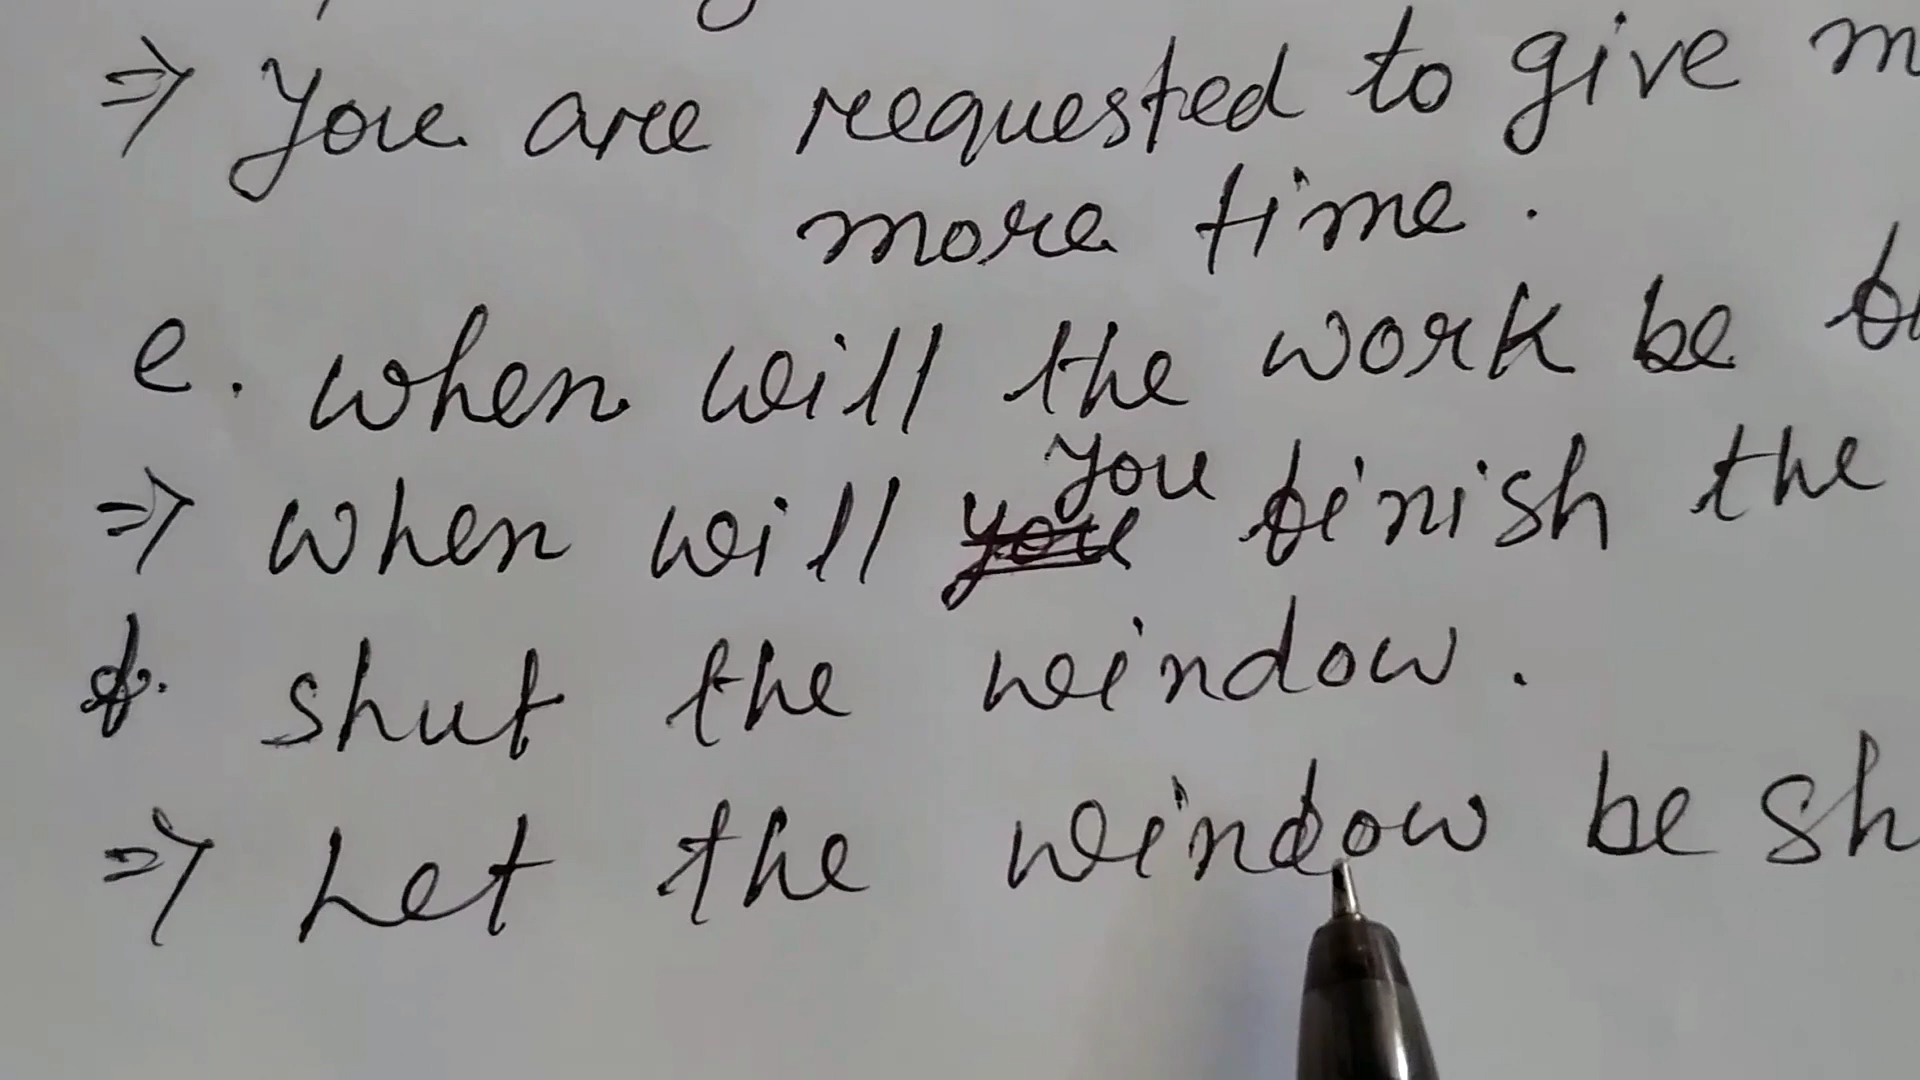 ⇒ You are requested to give
more time.
e. when will the work be
⇒ when will you finish the
f. shut the window.
⇒ Let the window be sh